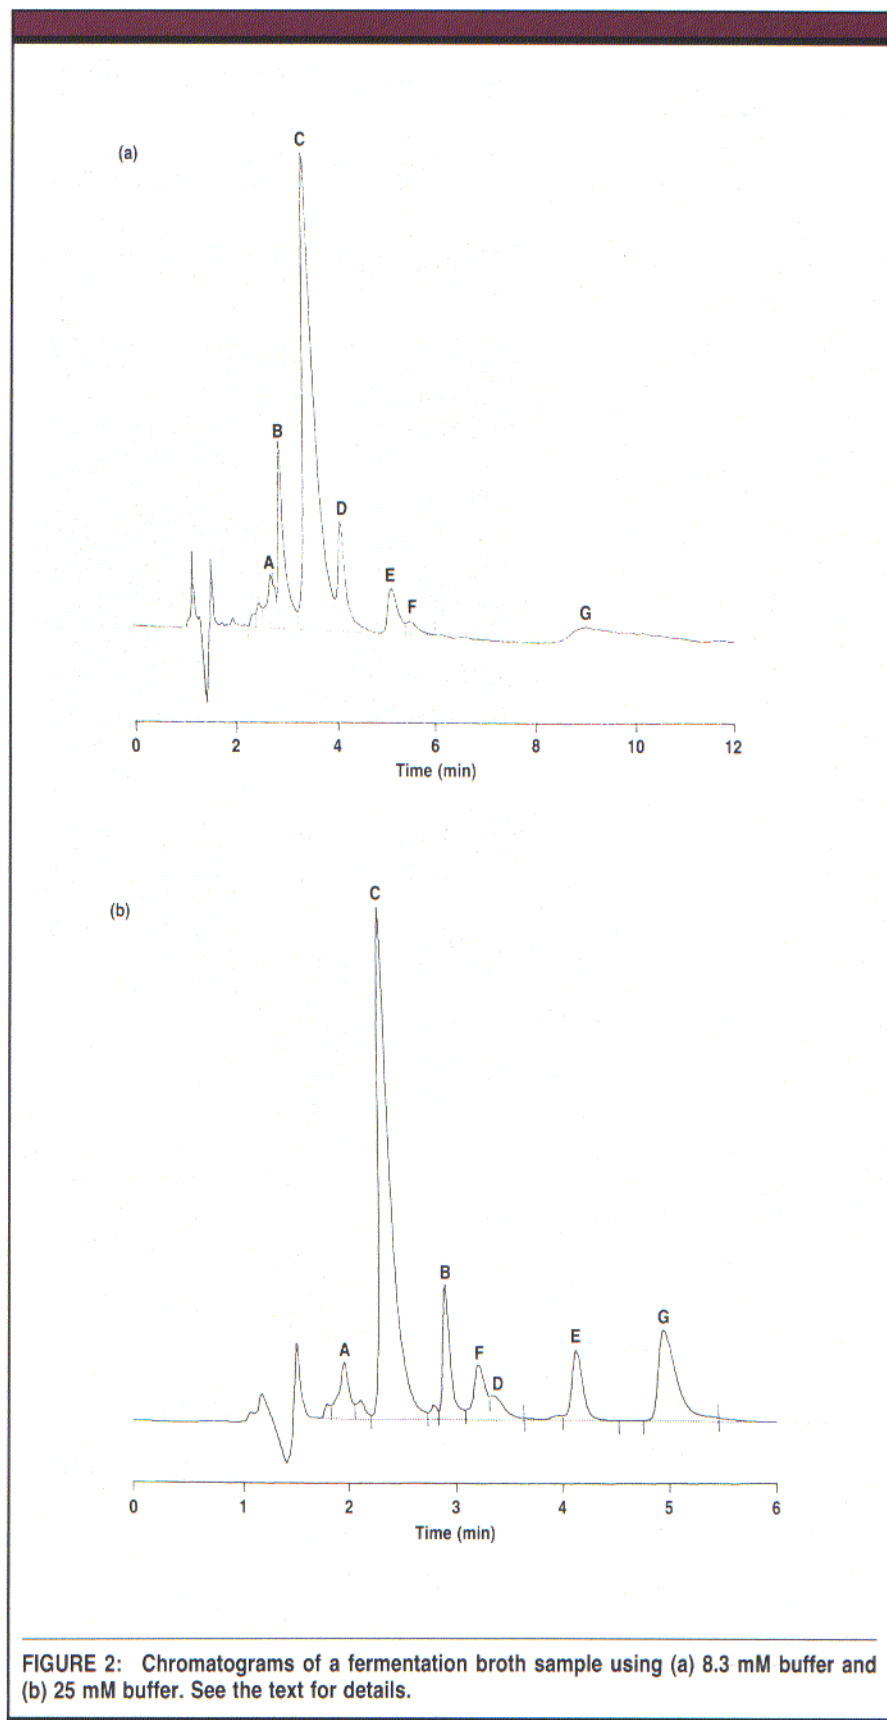 (a)
C
B
D
A
E
F
G
0 2 4 6 8 10 12
Time (min)
(b)
C
B
G
E
A
F
D
0 1 2 3 4 5 6
Time (min)
FIGURE 2: Chromatograms of a fermentation broth sample using (a) 8.3 mM buffer and
(b) 25 mM buffer. See the text for details.